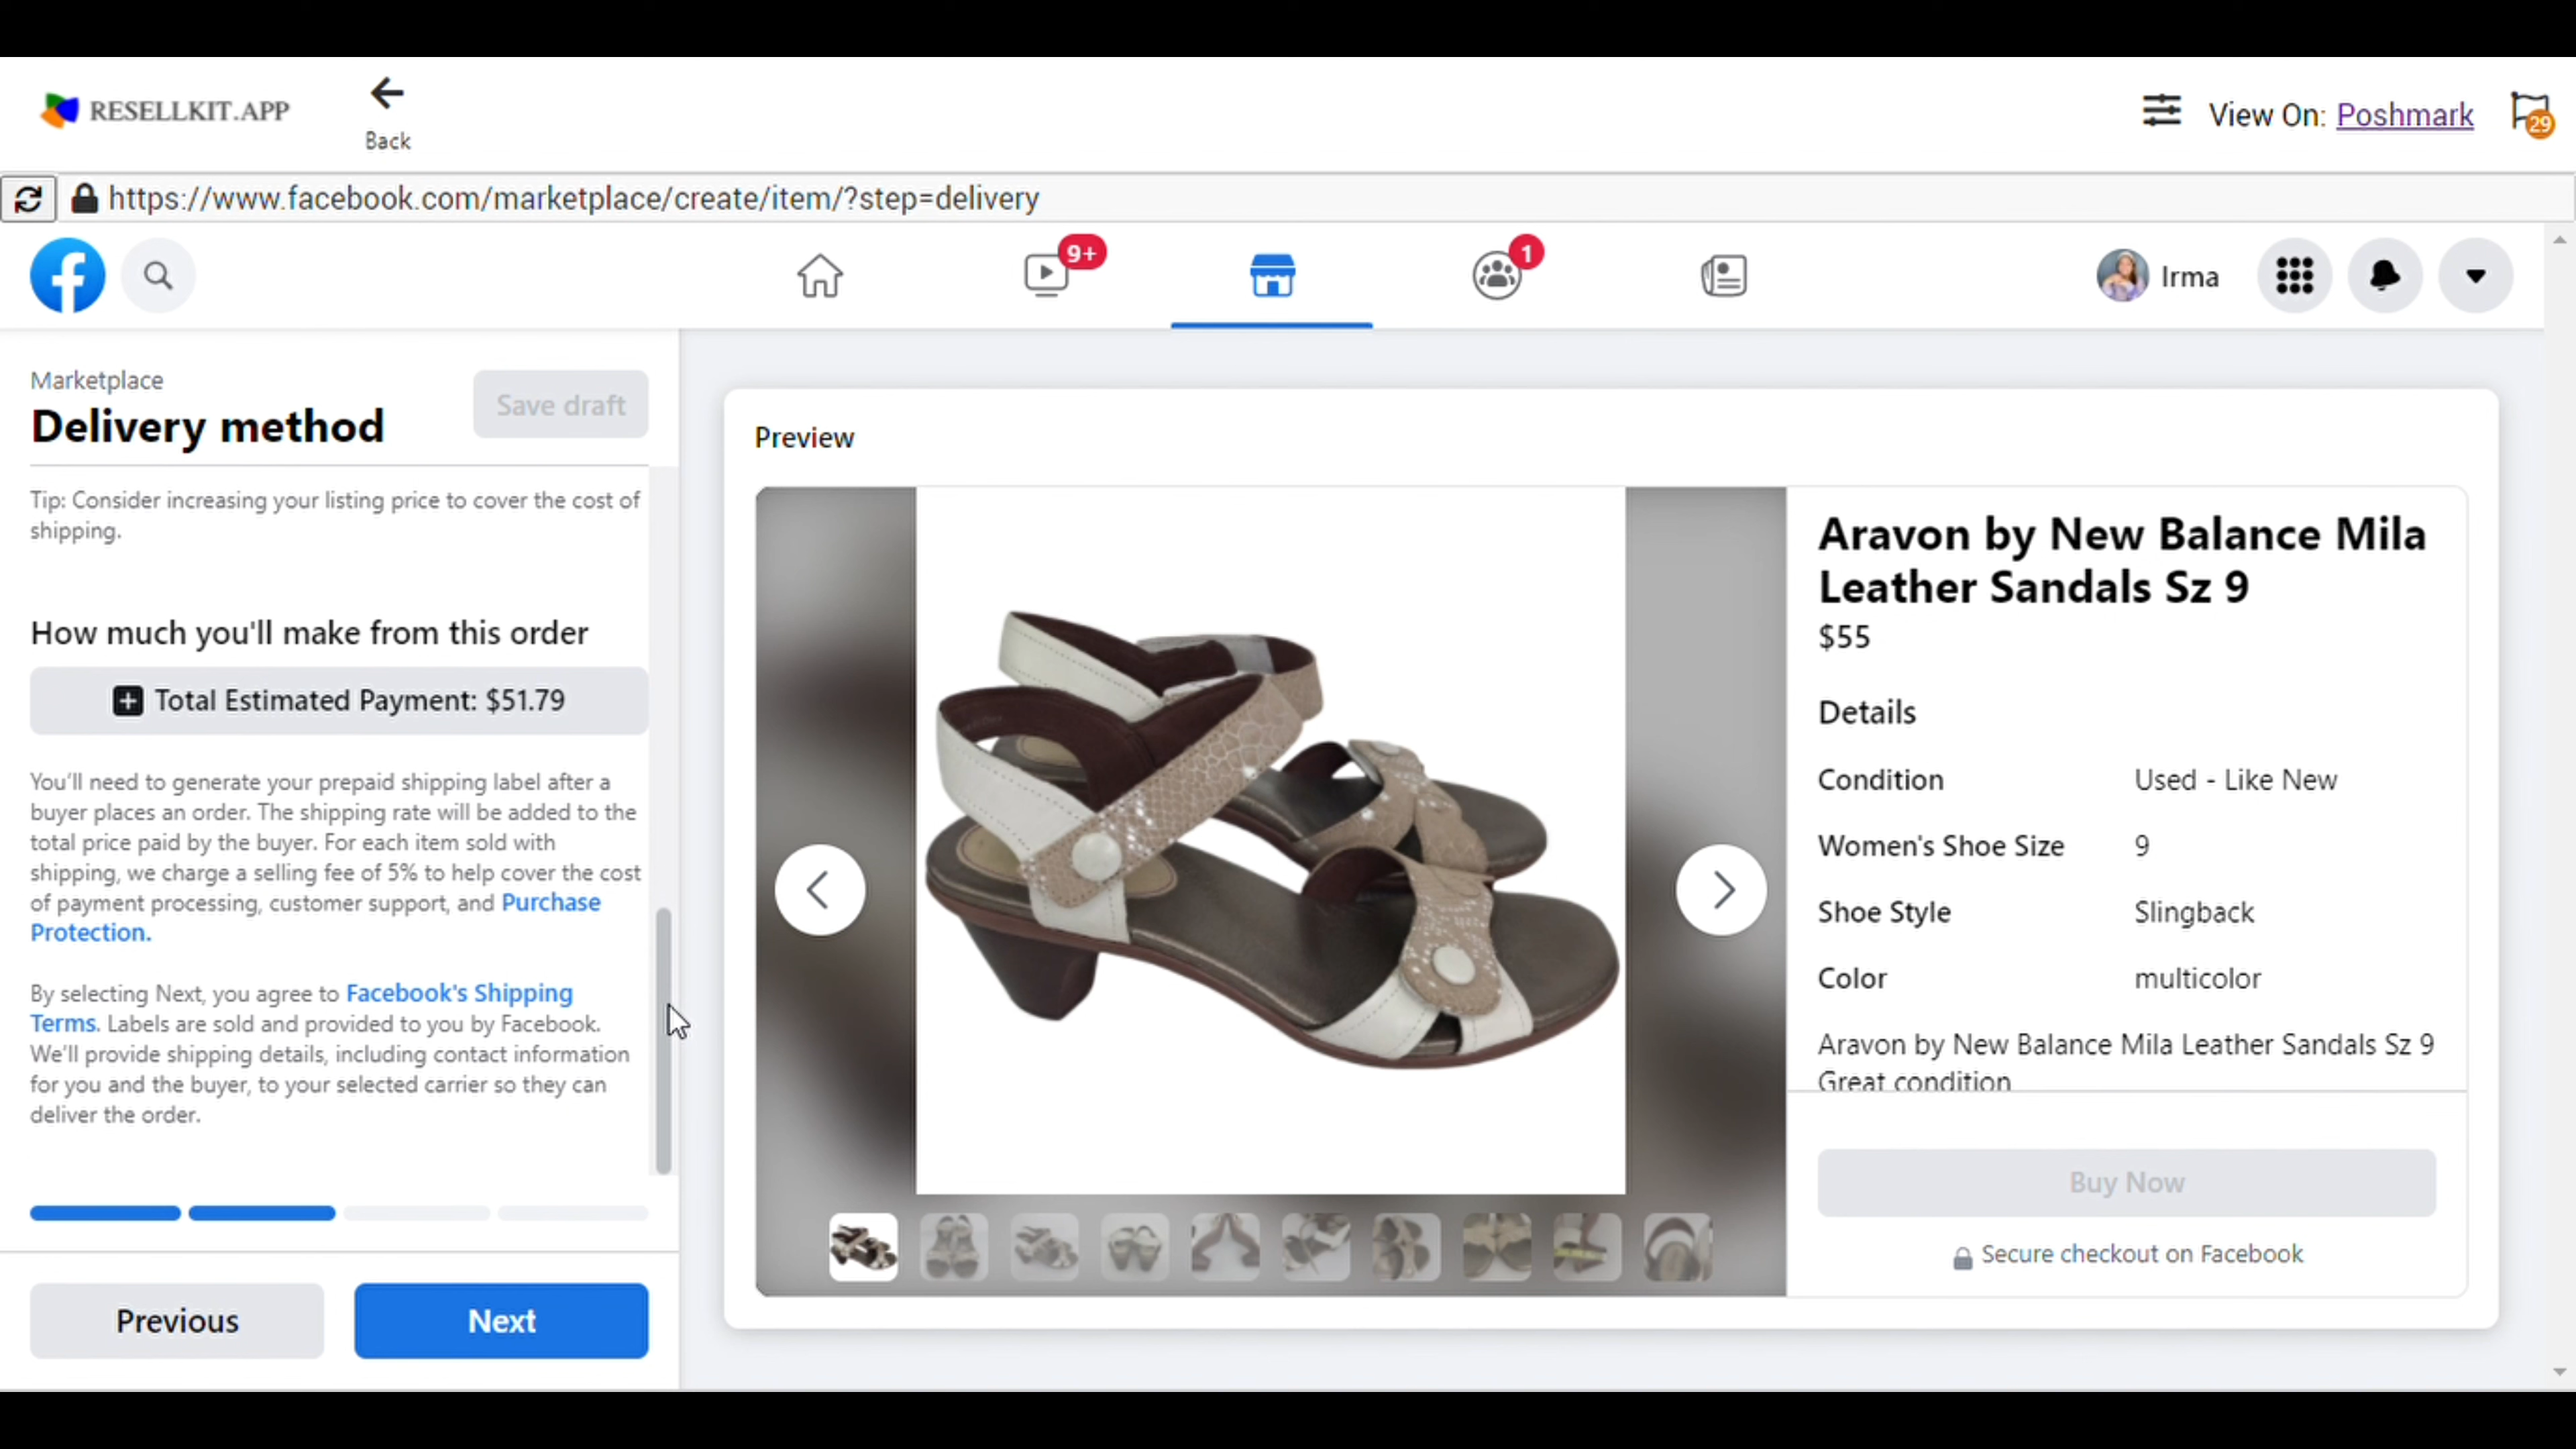 RESELLKIT.APP
Back
View On: Poshmark
29
https://www.facebook.com/marketplace/create/item/?step=delivery
9+
1
Irma
Marketplace
Delivery method
Save draft
Tip: Consider increasing your listing price to cover the cost of
shipping.
How much you'll make from this order
Total Estimated Payment: $51.79
You'll need to generate your prepaid shipping label after a
buyer places an order. The shipping rate will be added to the
total price paid by the buyer. For each item sold with
shipping, we charge a selling fee of 5% to help cover the cost
of payment processing, customer support, and Purchase
Protection.
By selecting Next, you agree to Facebook's Shipping
Terms. Labels are sold and provided to you by Facebook.
We'll provide shipping details, including contact information
for you and the buyer, to your selected carrier so they can
deliver the order.
Previous
Next
Preview
Aravon by New Balance Mila
Leather Sandals Sz 9
$55
Details
Condition Used - Like New
Women's Shoe Size 9
Shoe Style Slingback
Color multicolor
Aravon by New Balance Mila Leather Sandals Sz 9
Great condition
Buy Now
Secure checkout on Facebook